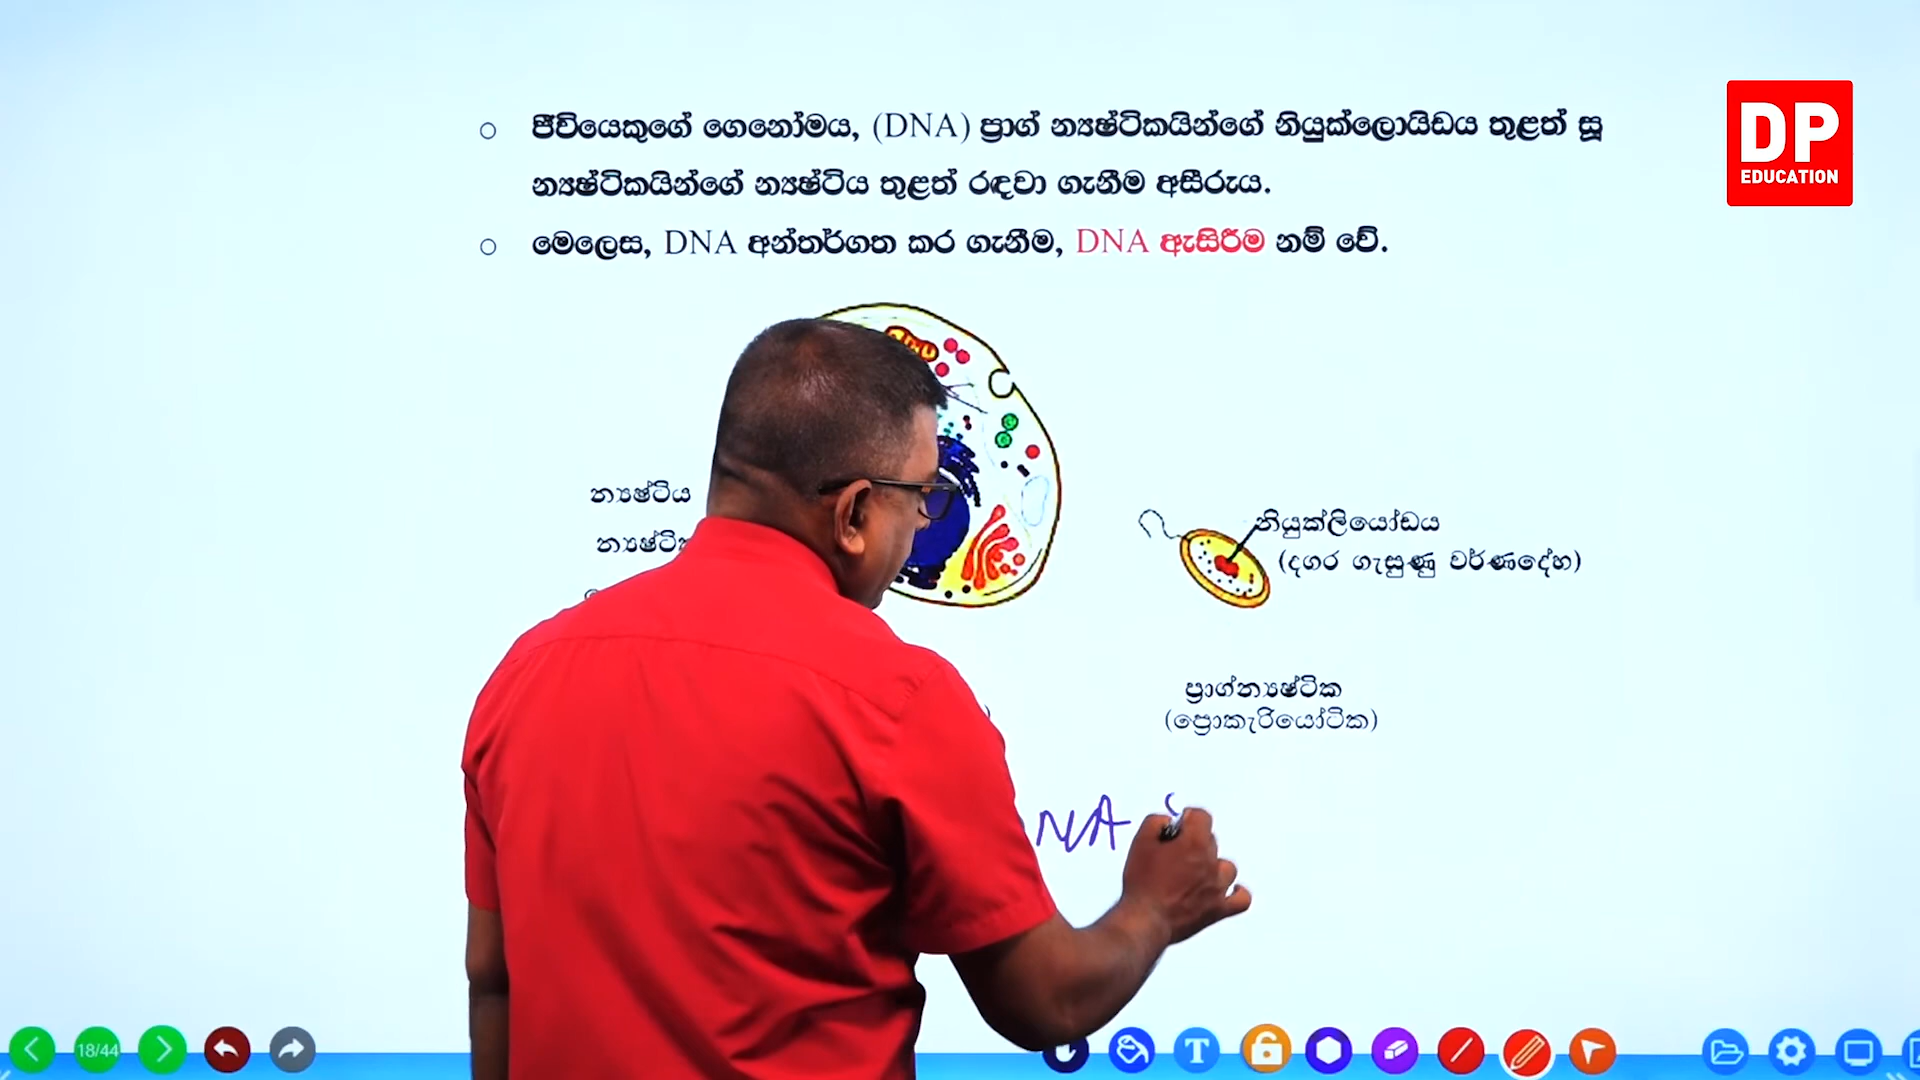 DP
EDUCATION
ජීවියෙකුගේ ගෙනෝමය, (DNA) ප්‍රාග් න්‍යෂ්ටිකයින්ගේ නියුක්ලොයිඩය තුළත් සූ
න්‍යෂ්ටිකයින්ගේ න්‍යෂ්ටිය තුළත් රඳවා ගැනීම අසීරුය.
මෙලෙස, DNA අන්තර්ගත කර ගැනීම, DNA ඇසිරීම නම් වේ.
න්‍යෂ්ටිය
නියුක්ලියෝඩය
(දගර ගැසුණු වර්ණදේහ)
ප්‍රාග්න්‍යෂ්ටික
(ප්‍රොකැරියෝටික)
NA
18/44
T